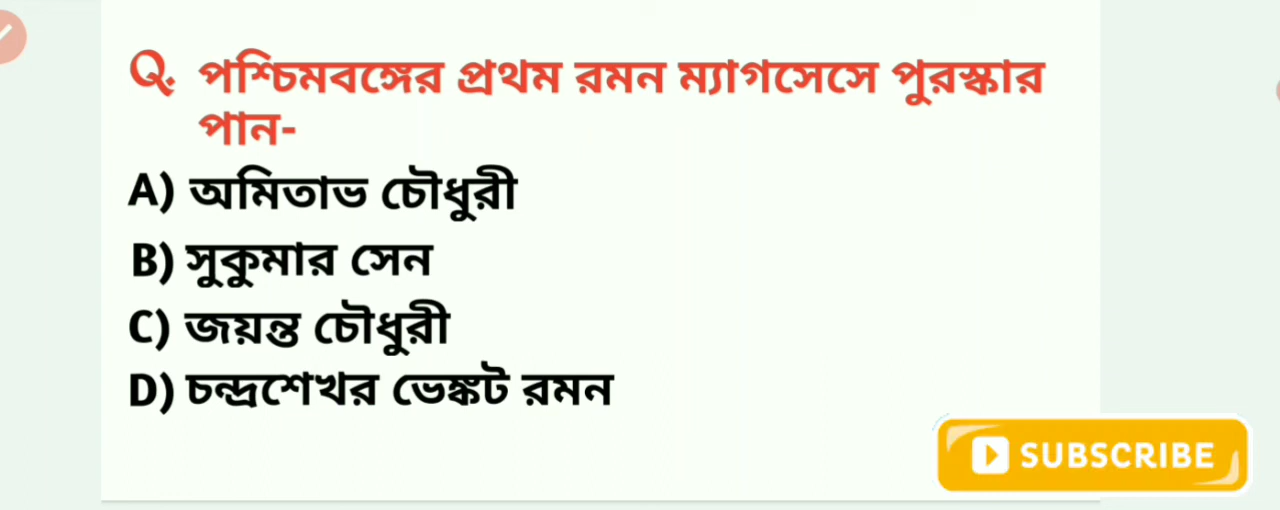 Q. পশ্চিমবঙ্গের প্রথম রমন ম্যাগসেসে পুরস্কার
পান-
A) অমিতাভ চৌধুরী
B) সুকুমার সেন
C) জয়ন্ত চৌধুরী
D) চন্দ্রশেখর ভেঙ্কট রমন
SUBSCRIBE